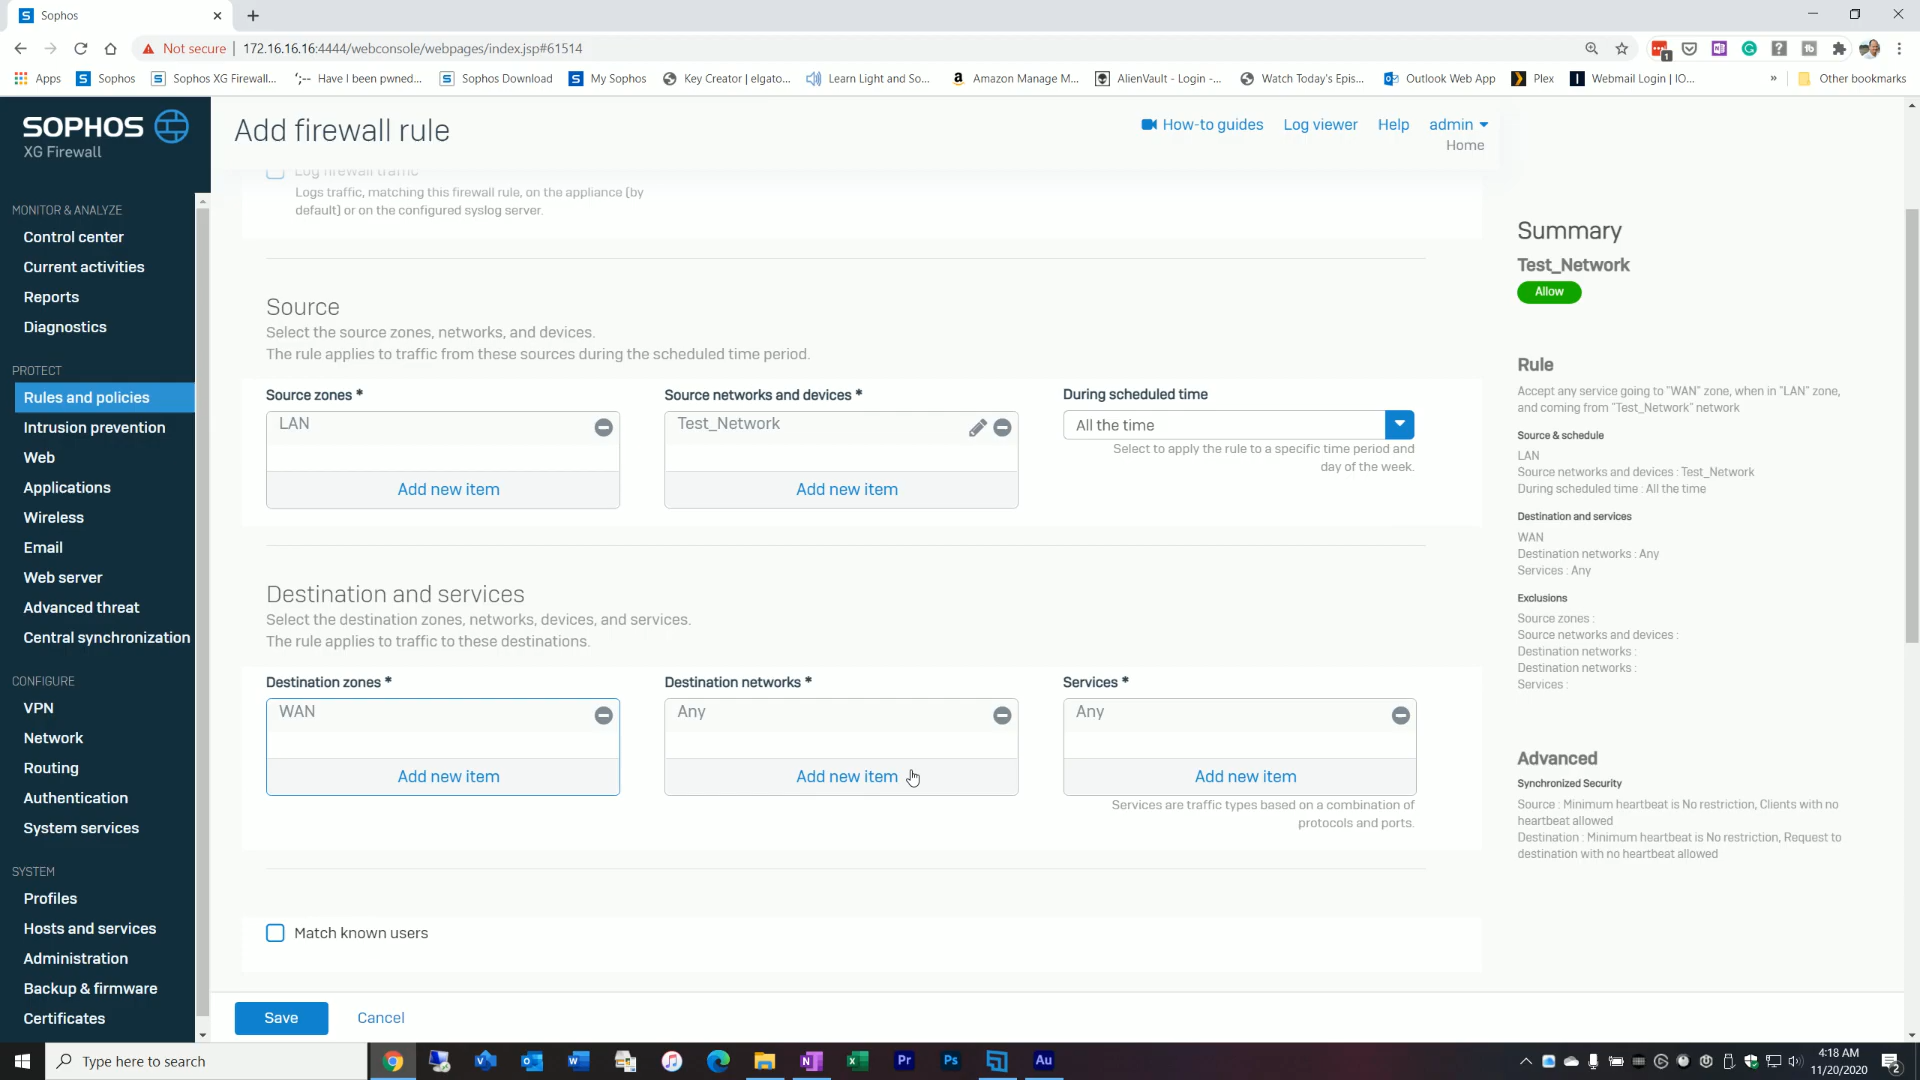 Sophos
Not secure | 172.16.16.16:4444/webconsole/webpages/index.jsp#61514
Apps
Sophos
Sophos XG Firewall...
Have I been pwned...
Sophos Download
My Sophos
Key Creator | elgato...
Learn Light and So...
Amazon Manage M...
AlienVault - Login -...
Watch Today's Epis...
Outlook Web App
Plex
Webmail Login | IO...
»
Other bookmarks
SOPHOS
XG Firewall
Add firewall rule
How-to guides
Log viewer
Help
admin
Home
MONITOR & ANALYZE
Control center
Current activities
Reports
Diagnostics
PROTECT
Rules and policies
Intrusion prevention
Web
Applications
Wireless
Email
Web server
Advanced threat
Central synchronization
CONFIGURE
VPN
Network
Routing
Authentication
System services
SYSTEM
Profiles
Hosts and services
Administration
Backup & firmware
Certificates
Log firewall traffic
Logs traffic, matching this firewall rule, on the appliance (by
default) or on the configured syslog server.
Source
Select the source zones, networks, and devices.
The rule applies to traffic from these sources during the scheduled time period.
Source zones *
LAN
Add new item
Source networks and devices *
Test_Network
Add new item
During scheduled time
All the time
Select to apply the rule to a specific time period and
day of the week.
Destination and services
Select the destination zones, networks, devices, and services.
The rule applies to traffic to these destinations.
Destination zones *
WAN
Add new item
Destination networks *
Any
Add new item
Services *
Any
Add new item
Services are traffic types based on a combination of
protocols and ports.
Match known users
Save
Cancel
Summary
Test_Network
Allow
Rule
Accept any service going to "WAN" zone, when in "LAN" zone,
and coming from "Test_Network" network
Source & schedule
LAN
Source networks and devices : Test_Network
During scheduled time : All the time
Destination and services
WAN
Destination networks : Any
Services : Any
Exclusions
Source zones :
Source networks and devices :
Destination networks :
Destination networks :
Services :
Advanced
Synchronized Security
Source : Minimum heartbeat is No restriction, Clients with no
heartbeat allowed
Destination : Minimum heartbeat is No restriction, Request to
destination with no heartbeat allowed
Type here to search
Pr
Ps
Au
4:18 AM
11/20/2020
2